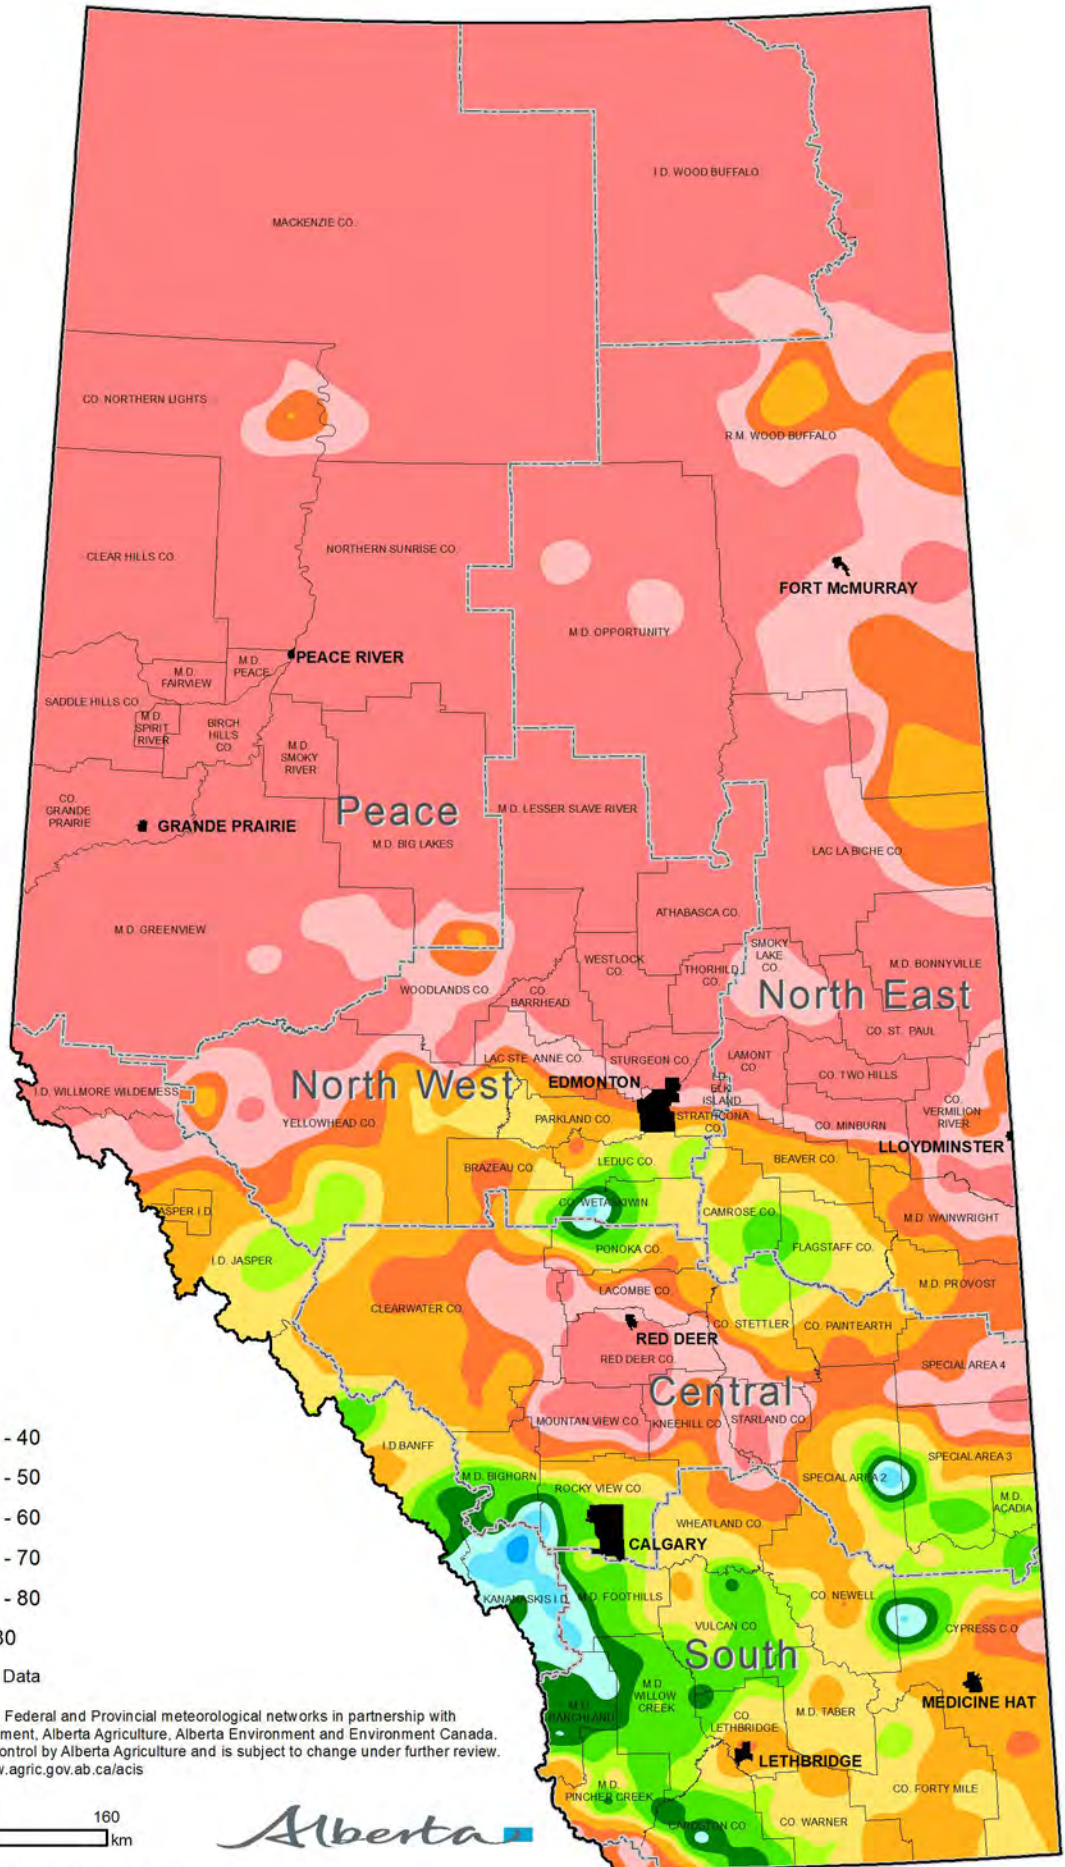 I.D. WOOD BUFFALO
MACKENZIE CO.
CO. NORTHERN LIGHTS
R.M. WOOD BUFFALO
CLEAR HILLS CO.
NORTHERN SUNRISE CO.
FORT McMURRAY
M.D. OPPORTUNITY
PEACE RIVER
M.D.
PEACE
M.D.
FAIRVIEW
SADDLE HILLS CO.
M.D.
SPIRIT
RIVER
BIRCH
HILLS
CO.
M.D.
SMOKY
RIVER
CO.
GRANDE
PRAIRIE
GRANDE PRAIRIE
Peace
M.D. LESSER SLAVE RIVER
M.D. BIG LAKES
LAC LA BICHE CO.
M.D. GREENVIEW
ATHABASCA CO.
WESTLOCK
CO.
THORHILD
CO.
SMOKY
LAKE
CO.
M.D. BONNYVILLE
WOODLANDS CO.
CO.
BARRHEAD
North East
CO. ST. PAUL
LAC STE. ANNE CO.
STURGEON CO.
LAMONT
CO
CO. TWO HILLS
I.D. WILLMORE WILDERNESS
North West
EDMONTON
I.D.
ELK
ISLAND
YELLOWHEAD CO.
PARKLAND CO.
STRATHCONA
CO.
CO. MINBURN
CO.
VERMILION
RIVER
LLOYDMINSTER
BRAZEAU CO.
LEDUC CO.
BEAVER CO.
JASPER I.D.
CO. WETASKIWIN
CAMROSE CO.
M.D. WAINWRIGHT
I.D. JASPER
PONOKA CO.
FLAGSTAFF CO.
M.D. PROVOST
CLEARWATER CO.
LACOMBE CO.
CO. STETTLER
CO. PAINTEARTH
RED DEER
RED DEER CO.
SPECIAL AREA 4
Central
MOUNTAN VIEW CO.
KNEEHILL CO.
STARLAND CO.
I.D. BANFF
SPECIAL AREA 3
M.D. BIGHORN
SPECIAL AREA 2
ROCKY VIEW CO.
M.D.
ACADIA
WHEATLAND CO.
CALGARY
KANANASKIS I.D.
M.D. FOOTHILLS
CO. NEWELL
VULCAN CO.
CYPRESS C.O.
South
M.D.
WILLOW
CREEK
M.D.
RANCHLAND
CO.
LETHBRIDGE
M.D. TABER
MEDICINE HAT
LETHBRIDGE
M.D.
PINCHER CREEK
CO. FORTY MILE
CARDSTON CO.
CO. WARNER
- 40
- 50
- 60
- 70
- 80
30
Data
Federal and Provincial meteorological networks in partnership with
ment, Alberta Agriculture, Alberta Environment and Environment Canada.
ontrol by Alberta Agriculture and is subject to change under further review.
w.agric.gov.ab.ca/acis
160
km
Alberta